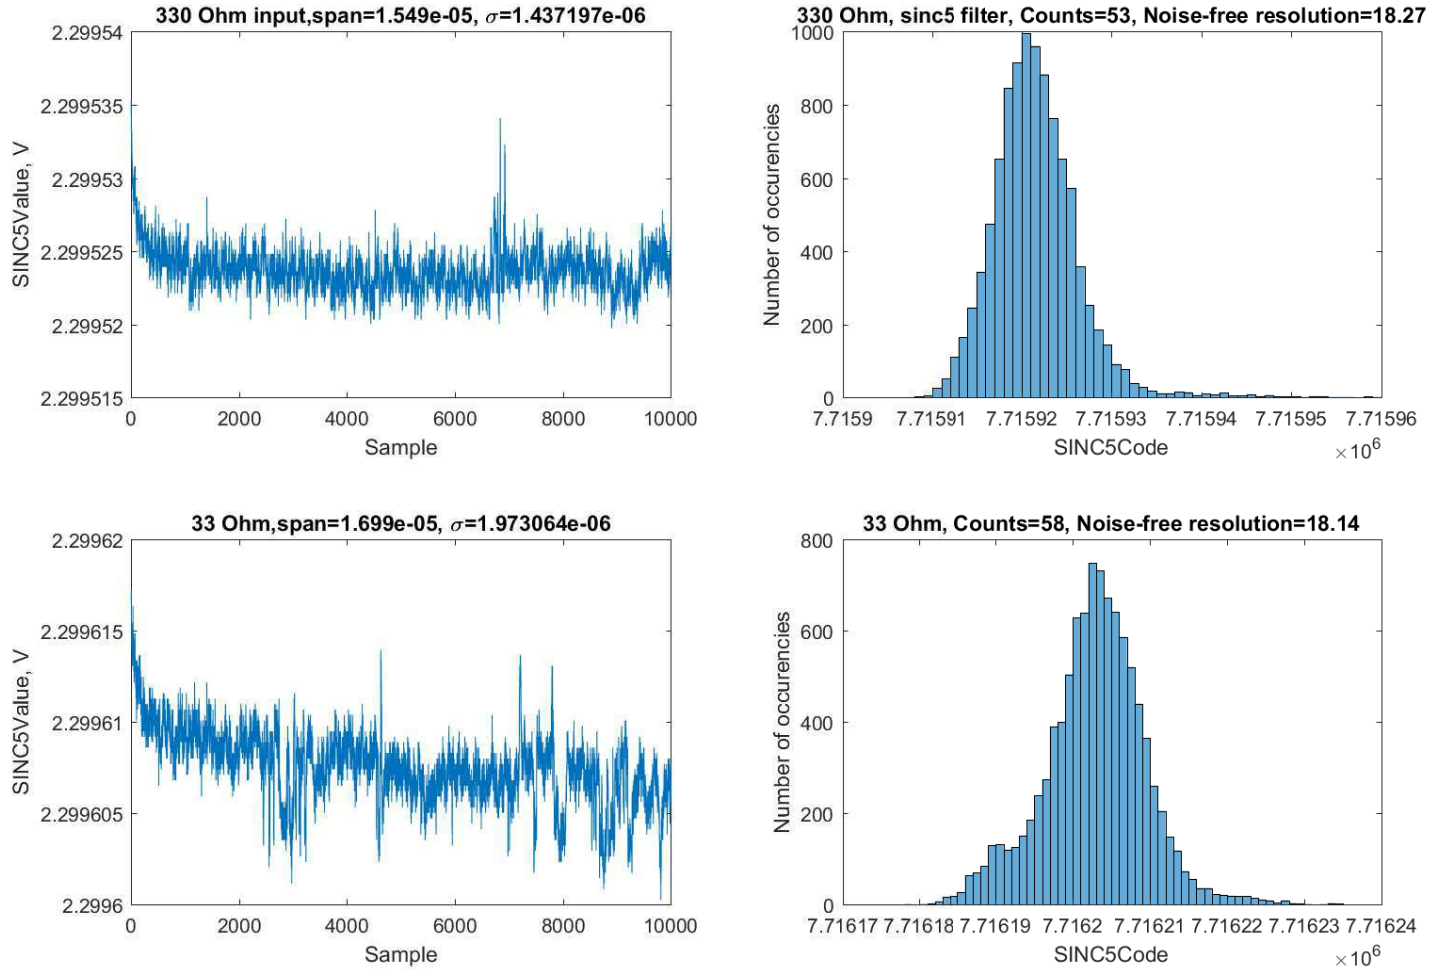 330 Ohm input,span=1.549e-05, σ=1.437197e-06
2.29954
2.299535
2.29953
2.299525
2.29952
2.299515
SINC5Value, V
0 2000 4000 6000 8000 10000
Sample
330 Ohm, sinc5 filter, Counts=53, Noise-free resolution=18.27
1000
800
600
400
200
0
Number of occurencies
7.7159 7.71591 7.71592 7.71593 7.71594 7.71595 7.71596
SINC5Code
×10^6
33 Ohm,span=1.699e-05, σ=1.973064e-06
2.29962
2.299615
2.29961
2.299605
2.2996
SINC5Value, V
0 2000 4000 6000 8000 10000
Sample
33 Ohm, Counts=58, Noise-free resolution=18.14
800
600
400
200
0
Number of occurencies
7.71617 7.71618 7.71619 7.7162 7.71621 7.71622 7.71623 7.71624
SINC5Code
×10^6